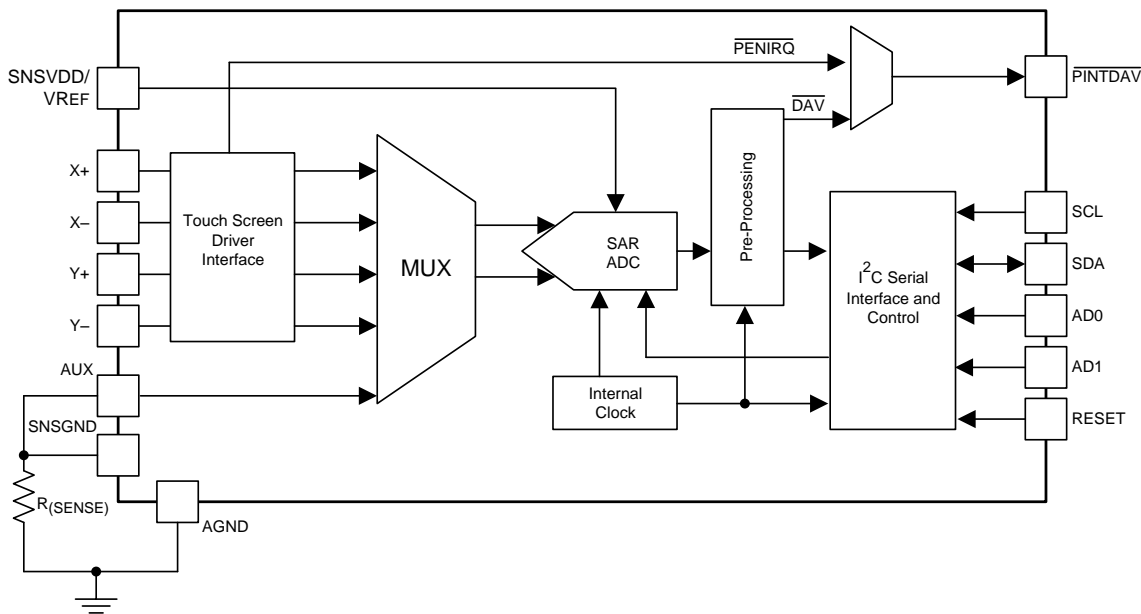 PENIRQ
SNSVDD/
VREF
PINTDAV
DAV
X+
X–
Y+
Y–
Touch Screen
Driver
Interface
MUX
SAR
ADC
Pre-Processing
I2C Serial
Interface and
Control
SCL
SDA
AD0
AD1
RESET
AUX
Internal
Clock
SNSGND
R(SENSE)
AGND